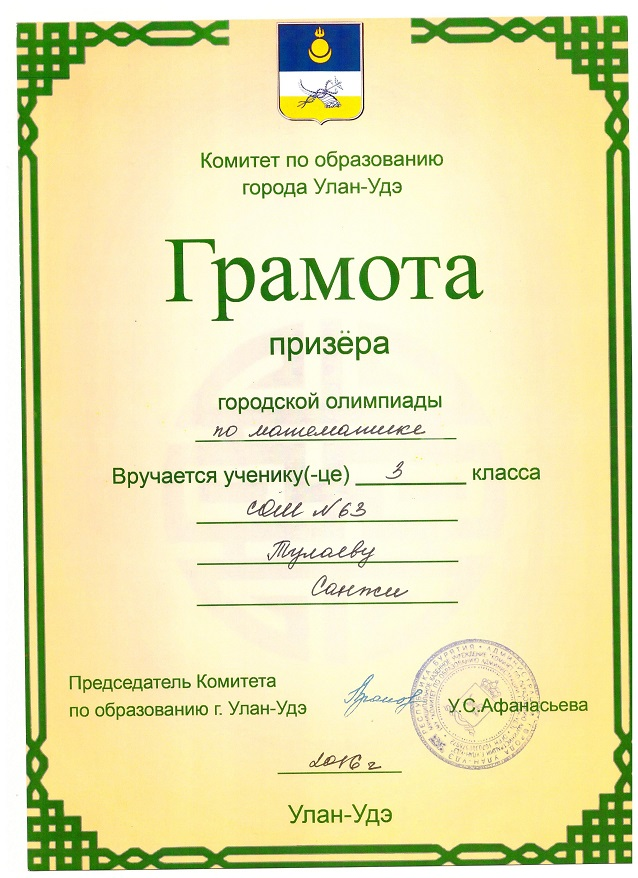 Комитет по образованию
города Улан-Удэ
Грамота
призёра
городской олимпиады
по математике
Вручается ученику(-це) 3 класса
СОШ №63
Тулаеву
Санжи
Председатель Комитета
по образованию г. Улан-Удэ
У.С.Афанасьева
2016 г
Улан-Удэ